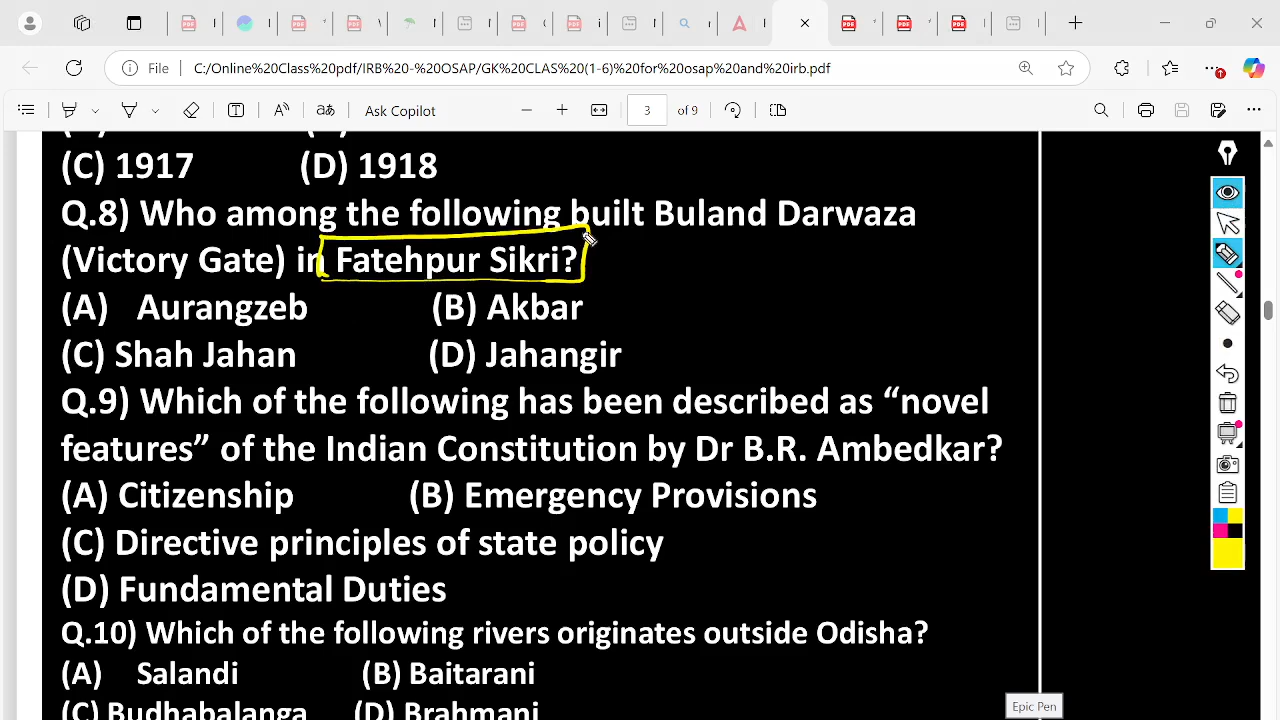 File
C:/Online%20Class%20pdf/IRB%20-%20OSAP/GK%20CLAS%20(1-6)%20for%20osap%20and%20irb.pdf
Ask Copilot
3 of 9
(C) 1917 (D) 1918
Q.8) Who among the following built Buland Darwaza
(Victory Gate) in Fatehpur Sikri?
(A) Aurangzeb (B) Akbar
(C) Shah Jahan (D) Jahangir
Q.9) Which of the following has been described as “novel
features” of the Indian Constitution by Dr B.R. Ambedkar?
(A) Citizenship (B) Emergency Provisions
(C) Directive principles of state policy
(D) Fundamental Duties
Q.10) Which of the following rivers originates outside Odisha?
(A) Salandi (B) Baitarani
(C) Budhabalanga (D) Brahmani
Epic Pen